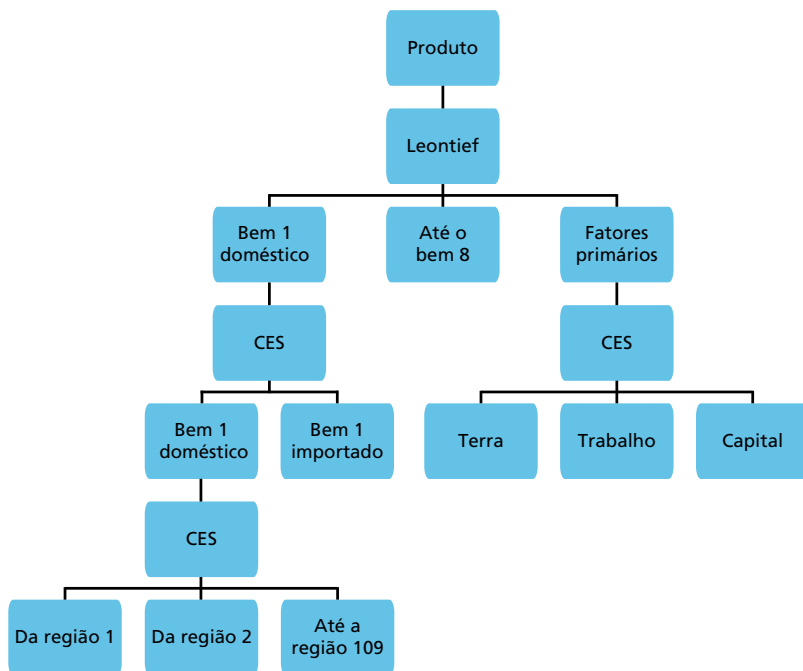 Produto
Leontief
Bem 1
doméstico
Até o
bem 8
Fatores
primários
CES
CES
Bem 1
doméstico
Bem 1
importado
Terra
Trabalho
Capital
CES
Da região 1
Da região 2
Até a
região 109